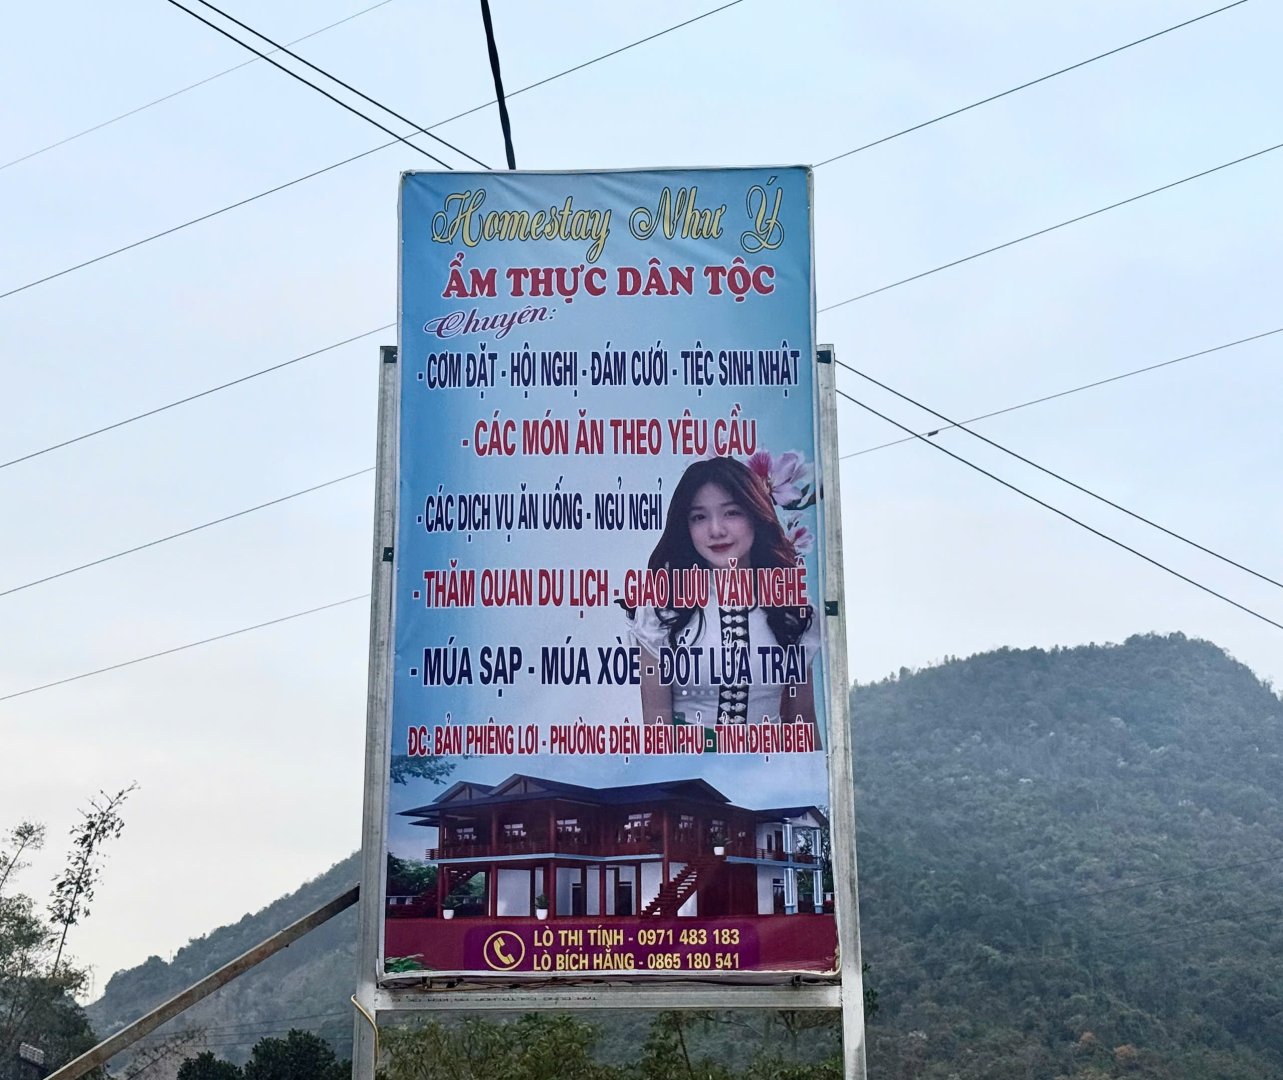 Homestay Như Ý
ẨM THỰC DÂN TỘC
Chuyên:
- CƠM ĐẶT - HỘI NGHỊ - ĐÁM CƯỚI - TIỆC SINH NHẬT
- CÁC MÓN ĂN THEO YÊU CẦU
- CÁC DỊCH VỤ ĂN UỐNG - NGỦ NGHỈ
- THĂM QUAN DU LỊCH - GIAO LƯU VĂN NGHỆ
- MÚA SẠP - MÚA XÒE - ĐỐT LỬA TRẠI
ĐC: BẢN PHIÊNG LƠI - PHƯỜNG ĐIỆN BIÊN PHỦ - TỈNH ĐIỆN BIÊN
LÒ THỊ TÍNH - 0971 483 183
LÒ BÍCH HẰNG - 0865 180 541